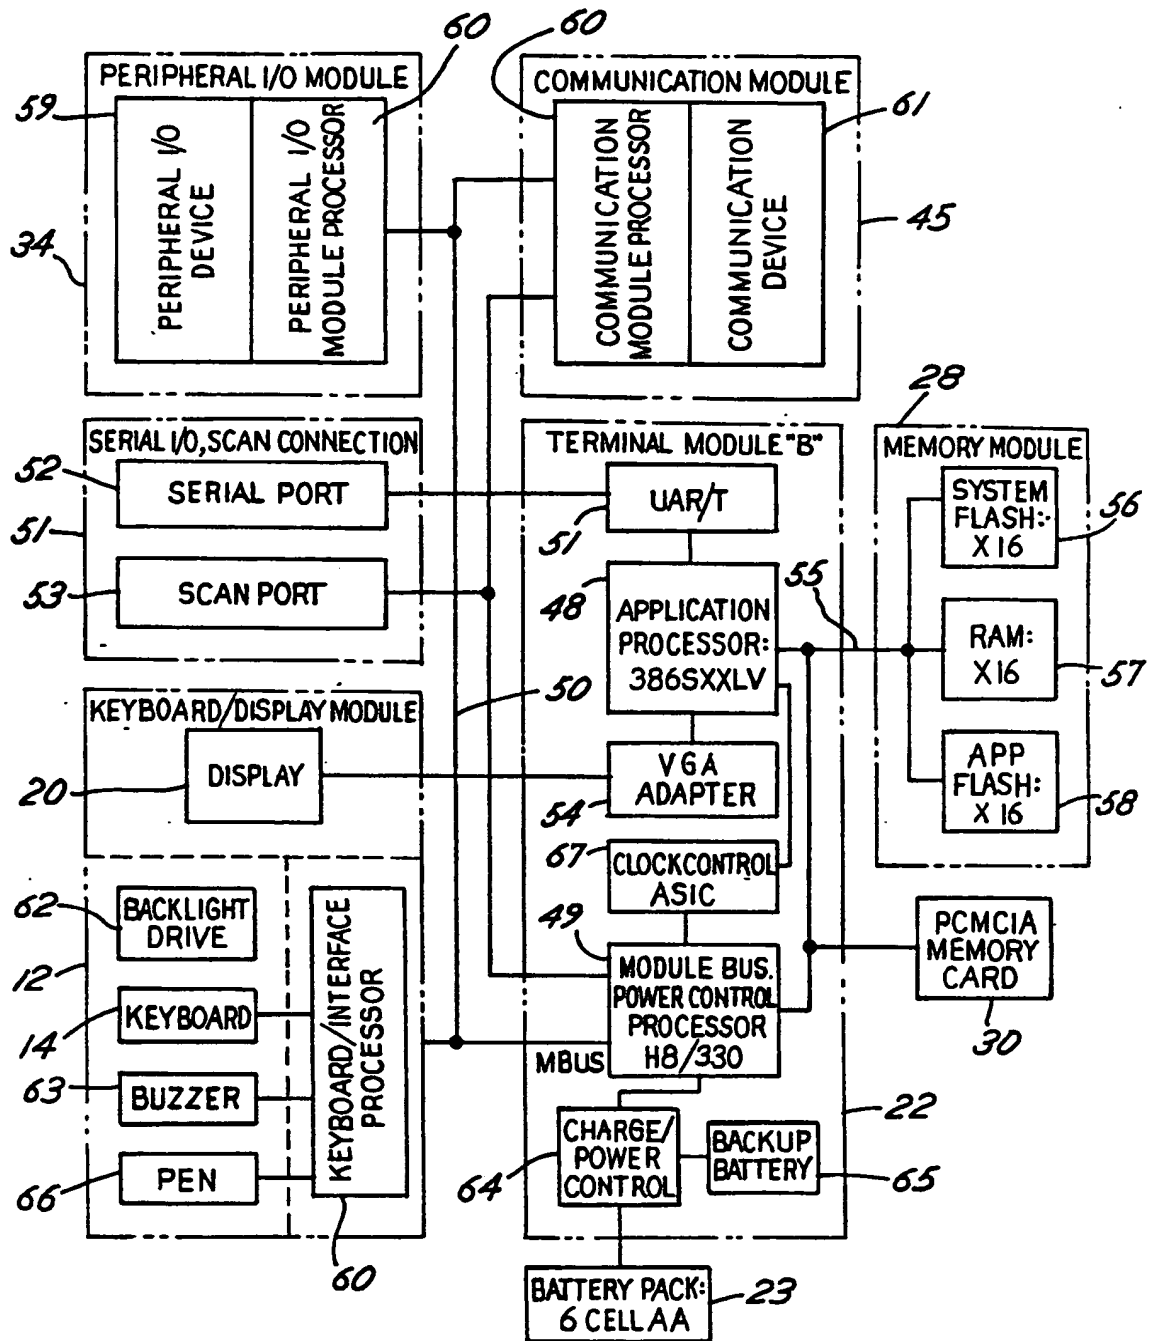 60
60
PERIPHERAL I/O MODULE
59
PERIPHERAL I/O
DEVICE
PERIPHERAL I/O
MODULE PROCESSOR
34
COMMUNICATION MODULE
61
COMMUNICATION
MODULE PROCESSOR
COMMUNICATION
DEVICE
45
SERIAL I/O, SCAN CONNECTION
52
SERIAL PORT
51
53
SCAN PORT
TERMINAL MODULE "B"
UAR/T
51
48
APPLICATION
PROCESSOR:
386SXXLV
55
28
MEMORY MODULE
SYSTEM
FLASH:
X16
56
RAM:
X16
57
APP
FLASH:
X16
58
50
KEYBOARD/DISPLAY MODULE
DISPLAY
20
VGA
ADAPTER
54
67
CLOCK CONTROL
ASIC
62
BACKLIGHT
DRIVE
12
KEYBOARD
14
63
BUZZER
66
PEN
KEYBOARD/INTERFACE
PROCESSOR
60
49
MODULE BUS.
POWER CONTROL
PROCESSOR
H8/330
MBUS
PCMCIA
MEMORY
CARD
30
22
CHARGE/
POWER
CONTROL
64
BACKUP
BATTERY
65
BATTERY PACK:
6 CELL AA
23